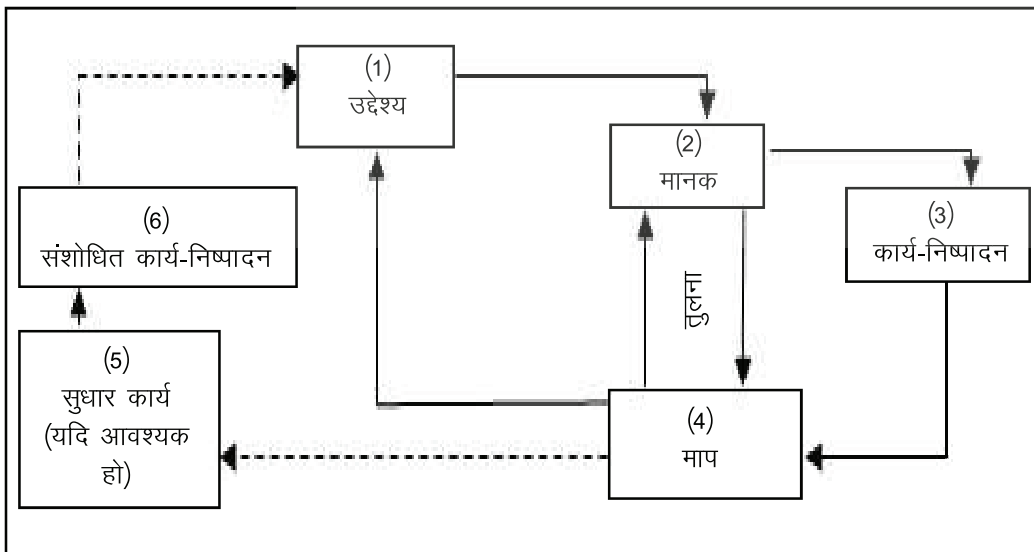 (1)
उद्देश्य
(2)
मानक
(3)
कार्य-निष्पादन
तुलना
(4)
माप
(5)
सुधार कार्य
(यदि आवश्यक
हो)
(6)
संशोधित कार्य-निष्पादन